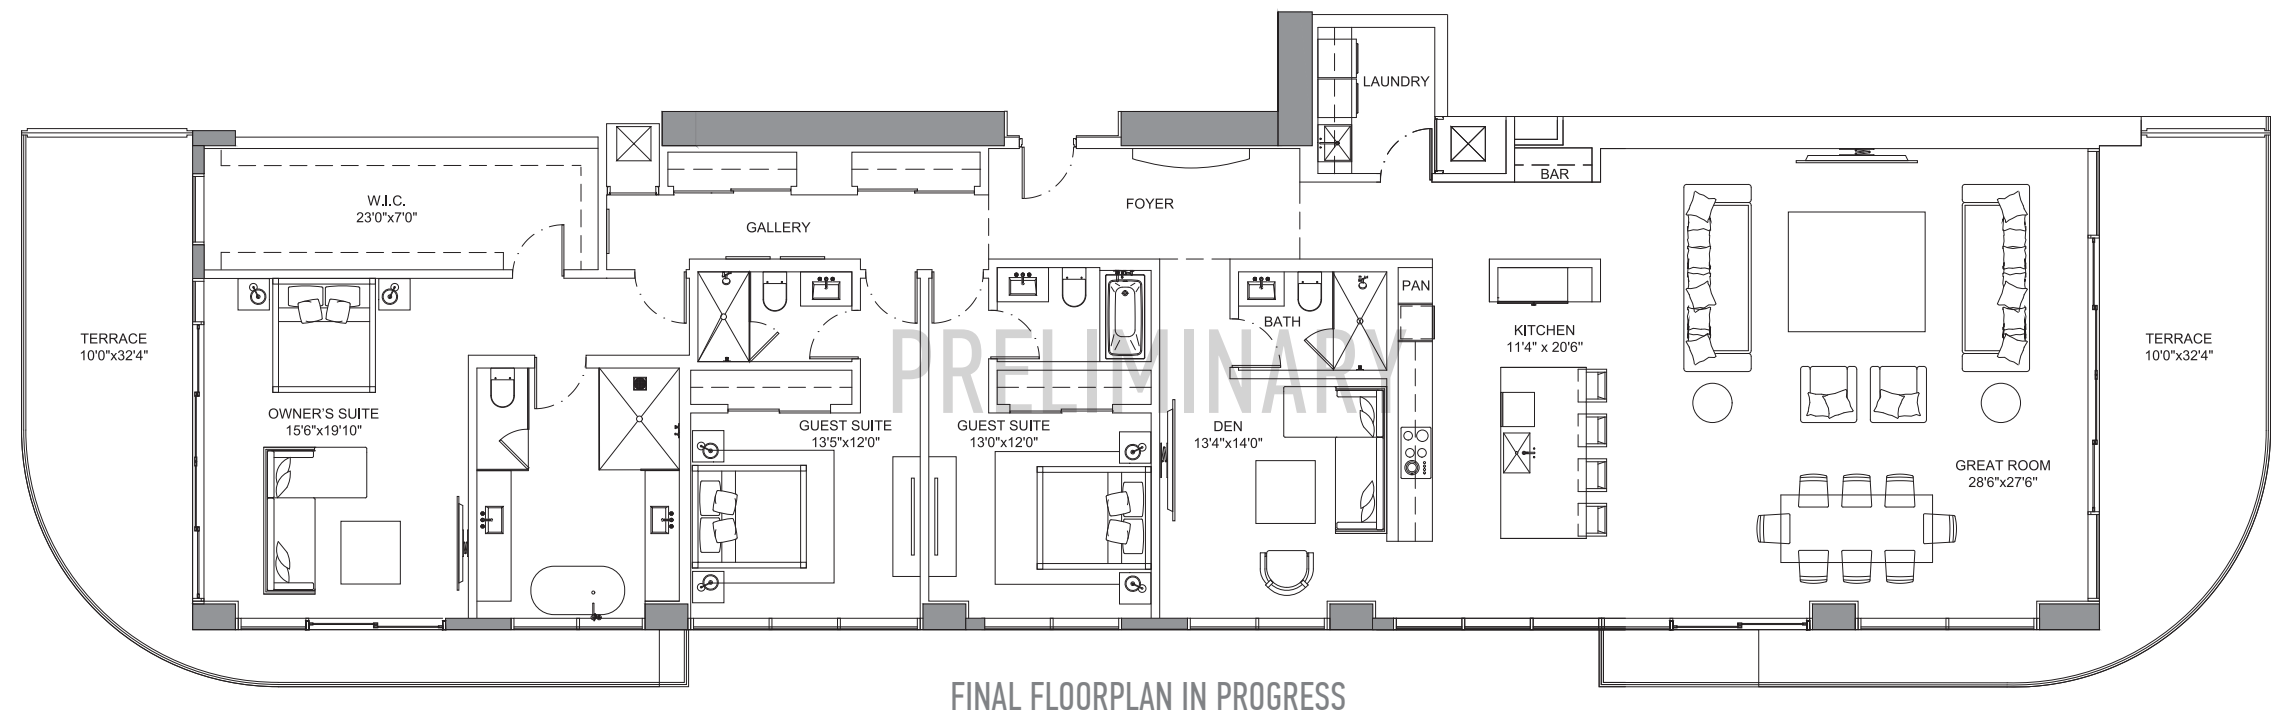 LAUNDRY
BAR
W.I.C.
23'0"x7'0"
FOYER
GALLERY
PAN
BATH
TERRACE
10'0"x32'4"
KITCHEN
11'4" x 20'6"
TERRACE
10'0"x32'4"
PRELIMINARY
OWNER'S SUITE
15'6"x19'10"
GUEST SUITE
13'5"x12'0"
GUEST SUITE
13'0"x12'0"
DEN
13'4"x14'0"
GREAT ROOM
28'6"x27'6"
FINAL FLOORPLAN IN PROGRESS